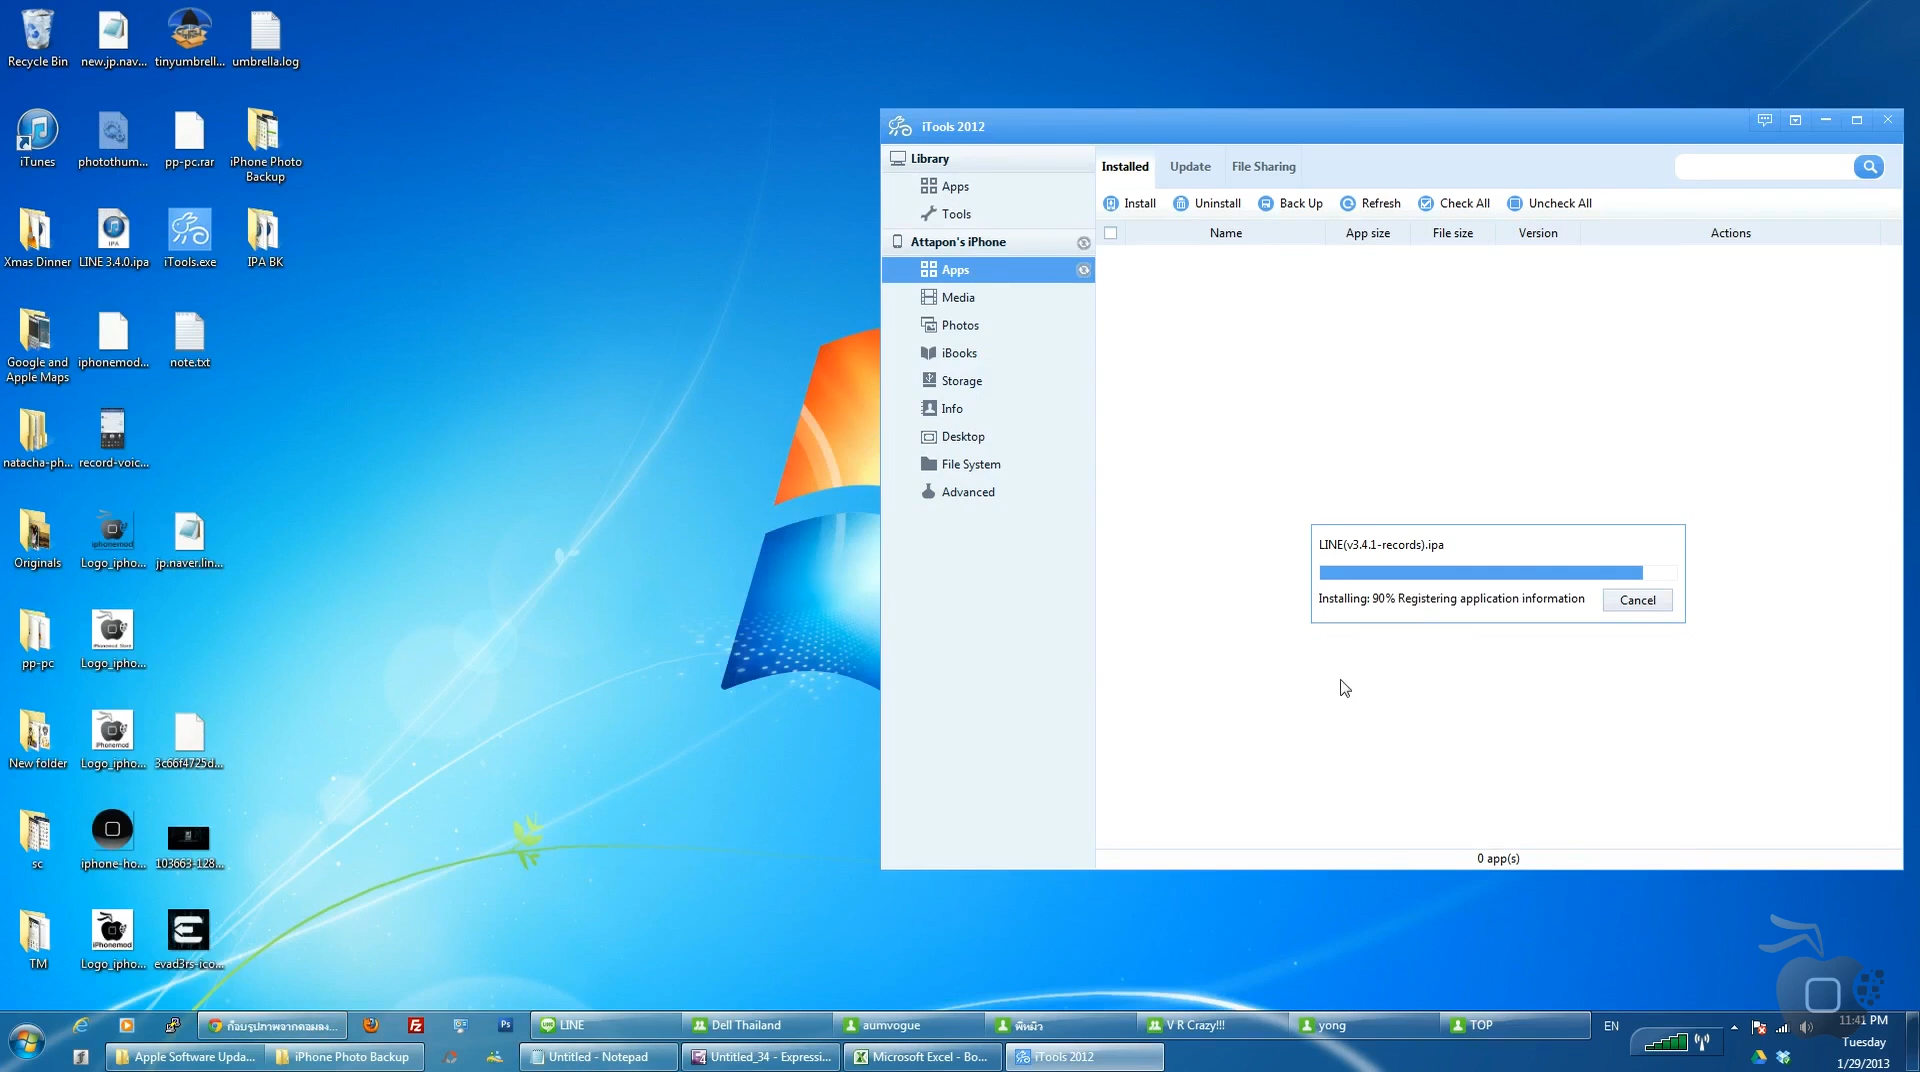 Recycle Bin
new.jp.nav...
tinyumbrell...
umbrella.log
iTunes
photothum...
pp-pc.rar
iPhone Photo
Backup
Xmas Dinner
LINE 3.4.0.ipa
iTools.exe
IPA BK
Google and
Apple Maps
iphonemod...
note.txt
natacha-ph...
record-voic...
Originals
Logo_ipho...
jp.naver.lin...
pp-pc
Logo_ipho...
New folder
Logo_ipho...
3c66f4725d...
sc
iphone-ho...
103663-128...
TM
Logo_ipho...
evad3rs-ico...
iTools 2012
Library
Apps
Tools
Attapon's iPhone
Apps
Media
Photos
iBooks
Storage
Info
Desktop
File System
Advanced
Installed Update File Sharing
Install Uninstall Back Up Refresh Check All Uncheck All
Name App size File size Version Actions
LINE(v3.4.1-records).ipa
Installing: 90% Registering application information
Cancel
0 app(s)
ก๊อบรูปภาพจากคอมลง...
LINE
Dell Thailand
aumvogue
V R Crazy!!!
yong
TOP
EN
11:41 PM
Apple Software Upda...
iPhone Photo Backup
Untitled - Notepad
Untitled_34 - Expressi...
Microsoft Excel - Bo...
iTools 2012
Tuesday
1/29/2013